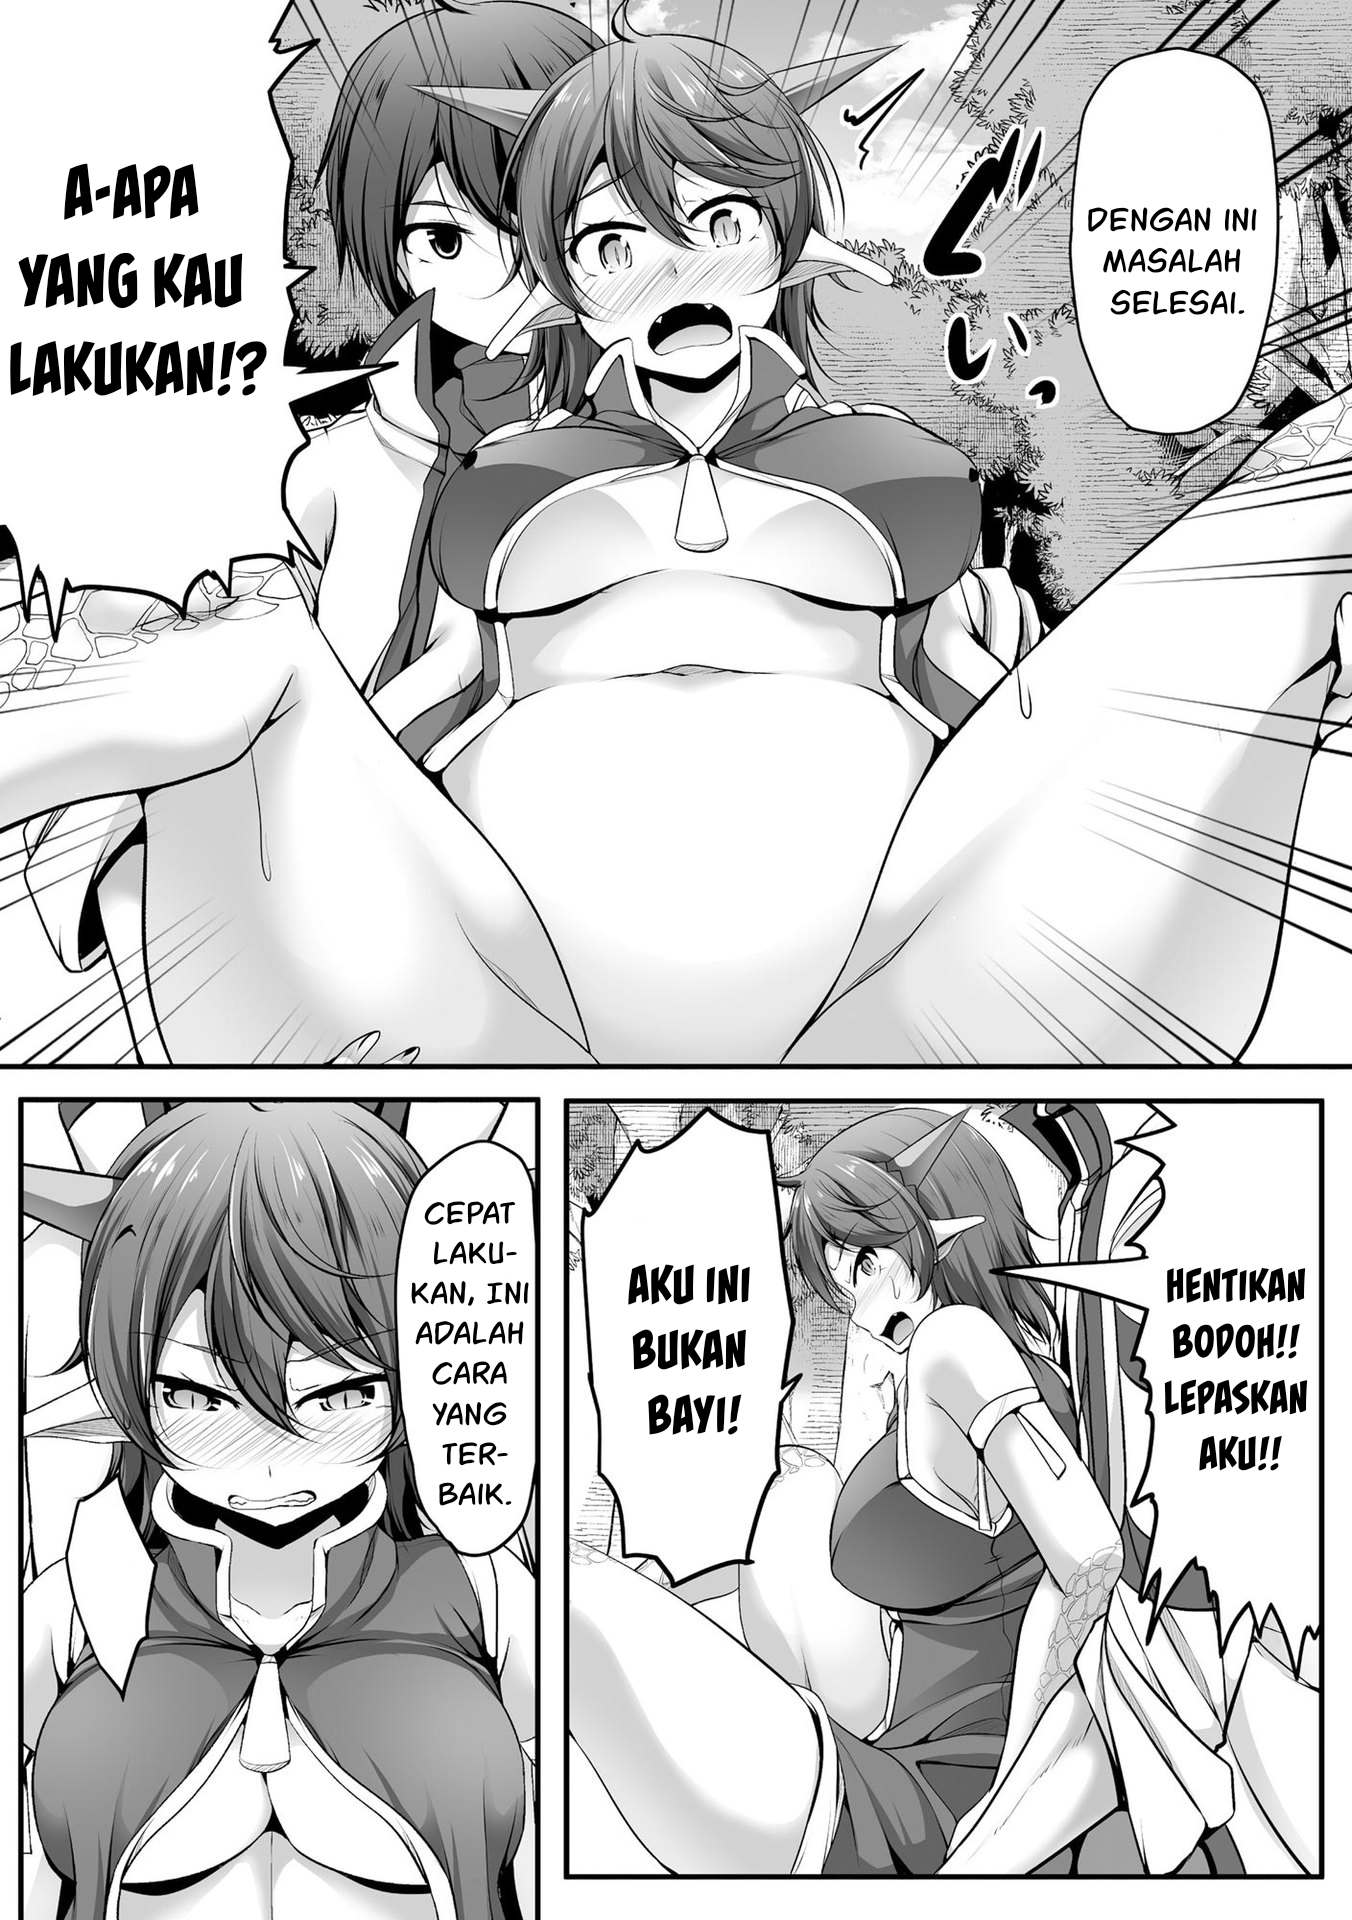 DENGAN INI
MASALAH
SELESAI.
A-APA
YANG KAU
LAKUKAN!?
HENTIKAN
BODOH!!
LEPASKAN
AKU!!
AKU INI
BUKAN
BAYI!
CEPAT
LAKU-
KAN, INI
ADALAH
CARA
YANG
TER-
BAIK.